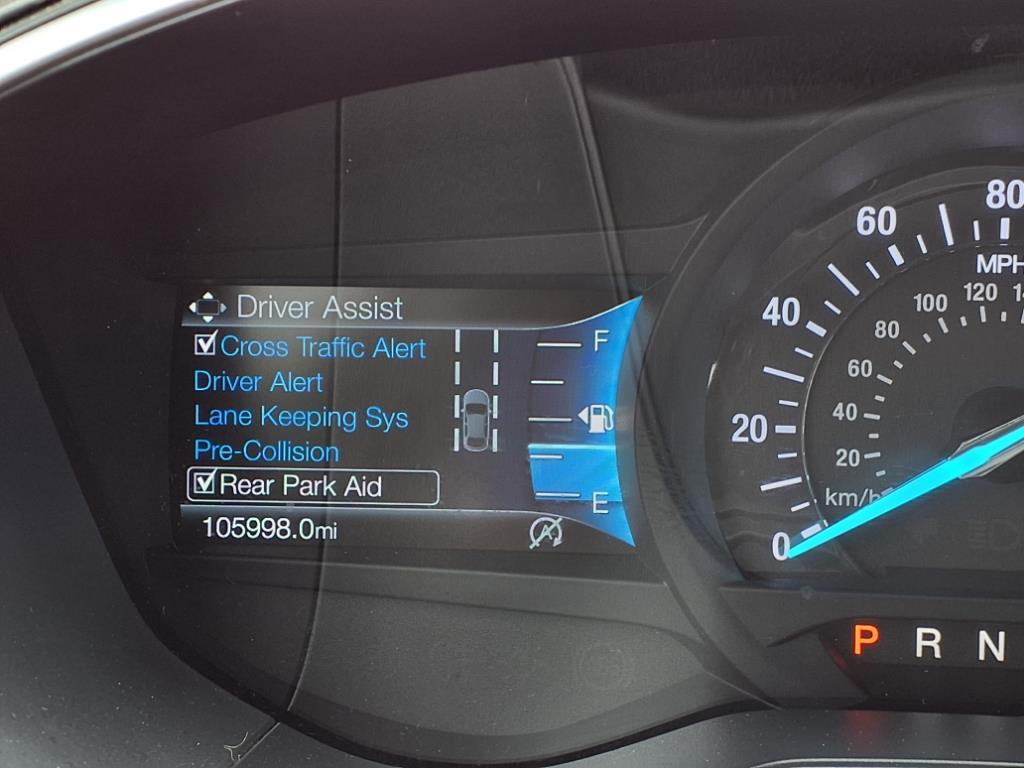 Driver Assist
Cross Traffic Alert
Driver Alert
Lane Keeping Sys
Pre-Collision
Rear Park Aid
105998.0mi
F
E
0
20
40
60
80
MPH
20
40
60
80
100
120
km/h
P R N